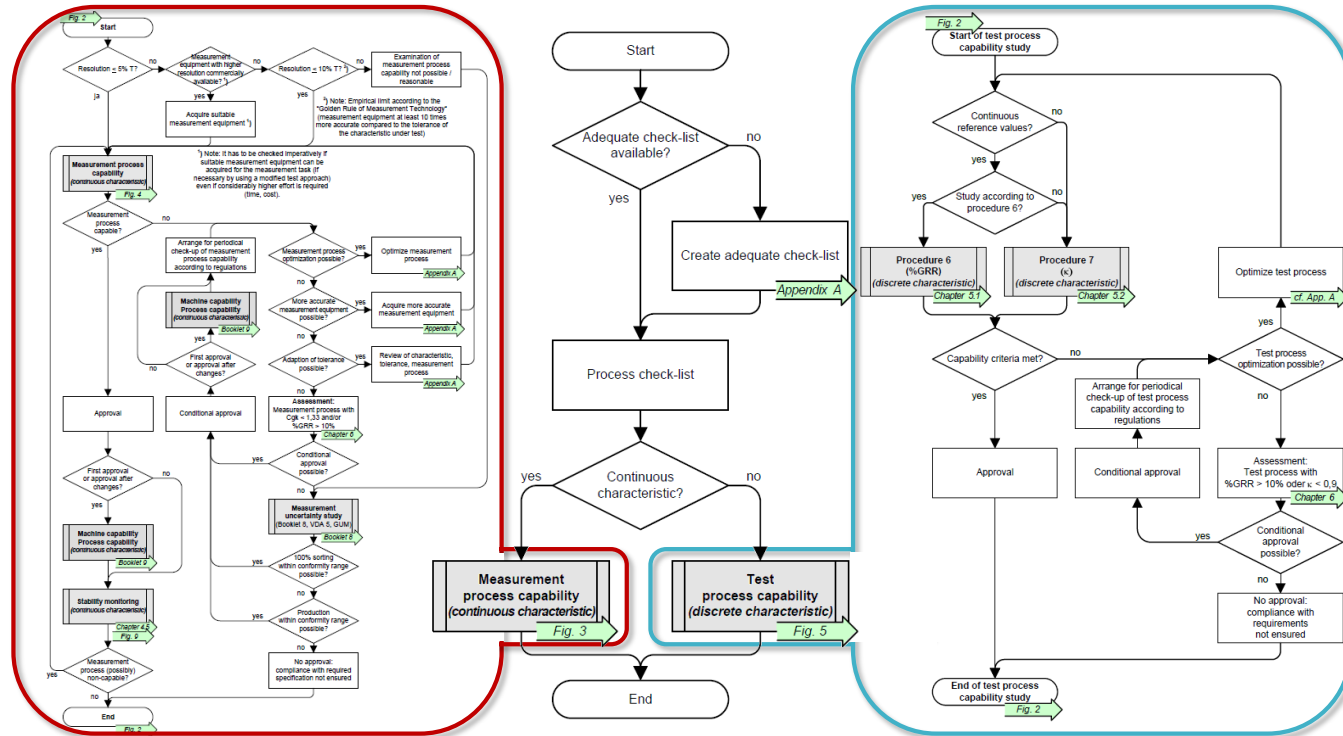 Fig. 2
Start
Resolution ≤ 5% T?
no
Measurement
equipment with higher
resolution commercially
available? ¹)
no
Resolution ≤ 10% T? ²)
no
Examination of
measurement process
capability not possible /
reasonable
ja
yes
yes
Acquire suitable
measurement equipment ¹)
²) Note: Empirical limit according to the
"Golden Rule of Measurement Technology"
(measurement equipment at least 10 times
more accurate compared to the tolerance of
the characteristic under test)
¹) Note: It has to be checked imperatively if
suitable measurement equipment can be
acquired for the measurement task (if
necessary by using a modified test approach)
even if considerably higher effort is required
(time, cost).
Measurement process
capability
(continuous characteristic)
Fig. 4
Measurement
process
capable?
no
yes
Arrange for periodical
check-up of measurement
process capability
according to regulations
Measurement process
optimization possible?
yes
Optimize measurement
process
Appendix A
no
Machine capability
Process capability
(continuous characteristic)
Booklet 9
More accurate
measurement equipment
possible?
yes
Acquire more accurate
measurement equipment
Appendix A
no
yes
First approval
or approval after
changes?
no
Adaption of tolerance
possible?
yes
Review of characteristic,
tolerance, measurement
process
Appendix A
no
Approval
Conditional approval
Assessment:
Measurement process with
Cgk < 1,33 and/or
%GRR > 10%
Chapter 6
Conditional
approval
possible?
yes
no
First approval
or approval after
changes?
no
yes
Measurement
uncertainty study
(Booklet 8, VDA 5, GUM)
Booklet 8
Machine capability
Process capability
(continuous characteristic)
Booklet 9
100% sorting
within conformity range
possible?
yes
no
Stability monitoring
(continuous characteristic)
Chapter 4.5
Fig. 9
Production
within conformity range
possible?
yes
no
Measurement
process (possibly)
non-capable?
yes
no
No approval:
compliance with required
specification not ensured
End
Fig. 2
Start
Adequate check-list
available?
no
yes
Create adequate check-list
Appendix A
Process check-list
Continuous
characteristic?
yes
no
Measurement
process capability
(continuous characteristic)
Fig. 3
Test
process capability
(discrete characteristic)
Fig. 5
End
Fig. 2
Start of test process
capability study
Continuous
reference values?
no
yes
Study according to
procedure 6?
yes
no
Procedure 6
(%GRR)
(discrete characteristic)
Chapter 5.1
Procedure 7
(κ)
(discrete characteristic)
Chapter 5.2
Optimize test process
cf. App. A
yes
Capability criteria met?
no
Test process
optimization possible?
yes
no
Arrange for periodical
check-up of test process
capability according to
regulations
Approval
Conditional approval
Assessment:
Test process with
%GRR > 10% oder κ < 0,9
Chapter 6
yes
Conditional
approval
possible?
no
No approval:
compliance with
requirements
not ensured
End of test process
capability study
Fig. 2